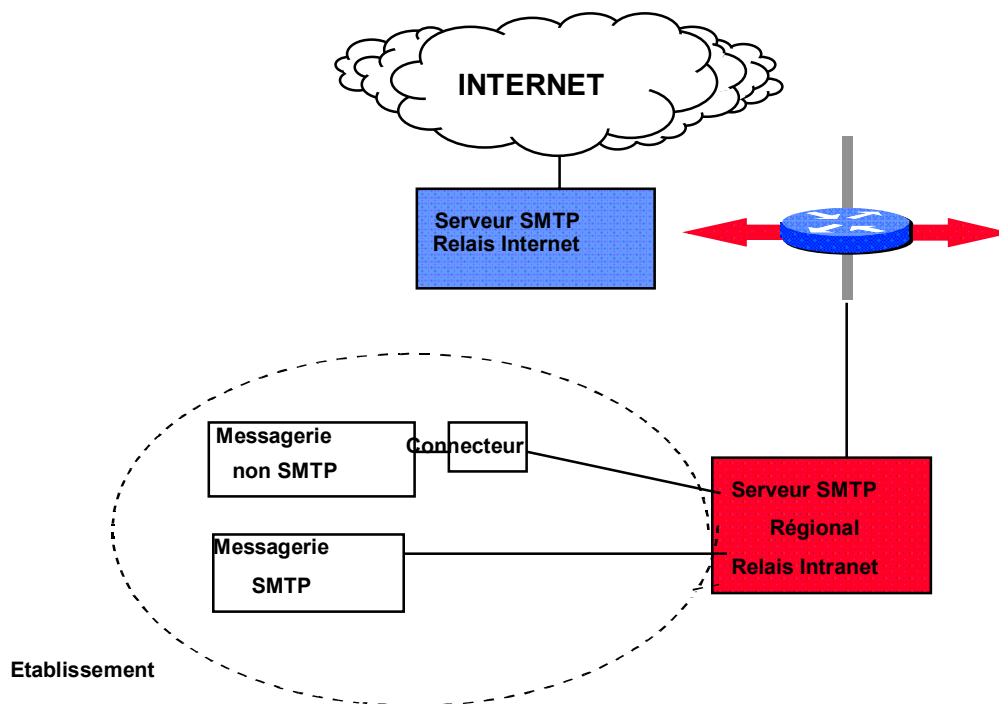 INTERNET
Serveur SMTP
Relais Internet
Messagerie
non SMTP
Connecteur
Serveur SMTP
Régional
Relais Intranet
Messagerie
SMTP
Etablissement